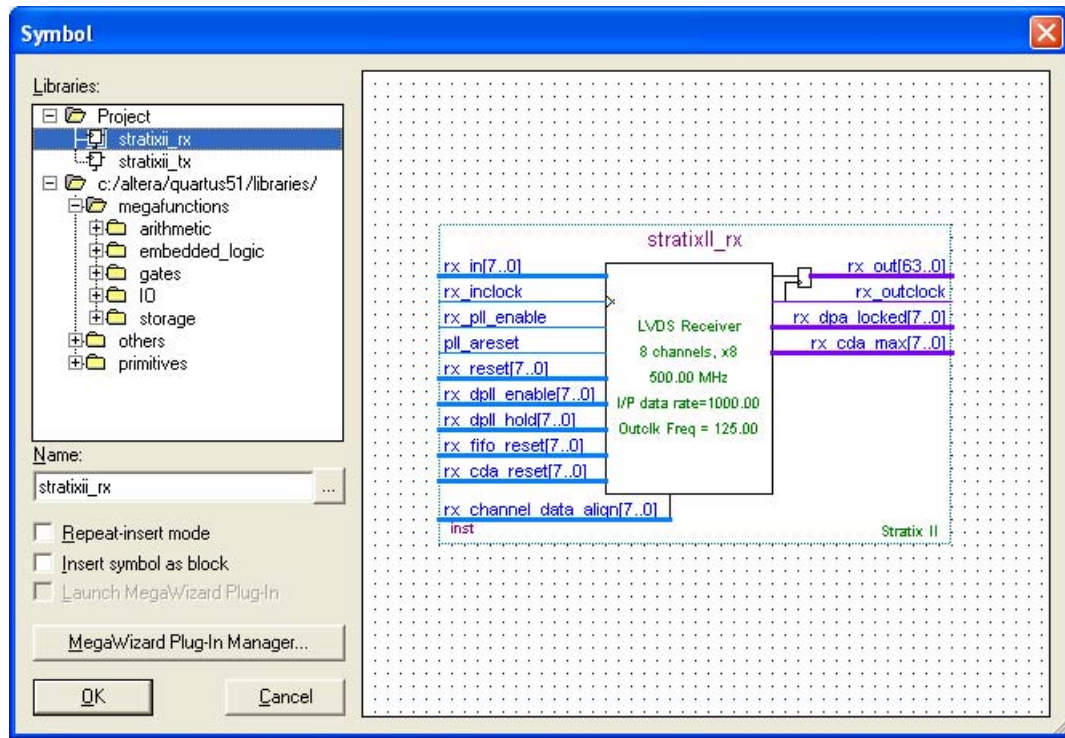 Symbol
Libraries:
Project
stratixii_rx
stratixii_tx
c:/altera/quartus51/libraries/
megafunctions
arithmetic
embedded_logic
gates
IO
storage
others
primitives
Name:
stratixii_rx
...
Repeat-insert mode
Insert symbol as block
Launch MegaWizard Plug-In
MegaWizard Plug-In Manager...
OK
Cancel
stratixII_rx
rx_in[7..0]
rx_inclock
rx_pll_enable
pll_areset
rx_reset[7..0]
rx_dpll_enable[7..0]
rx_dpll_hold[7..0]
rx_fifo_reset[7..0]
rx_cda_reset[7..0]
rx_channel_data_align[7..0]
LVDS Receiver
8 channels, x8
500.00 MHz
I/P data rate=1000.00
Outclk Freq = 125.00
rx_out[63..0]
rx_outclock
rx_dpa_locked[7..0]
rx_cda_max[7..0]
inst
Stratix II